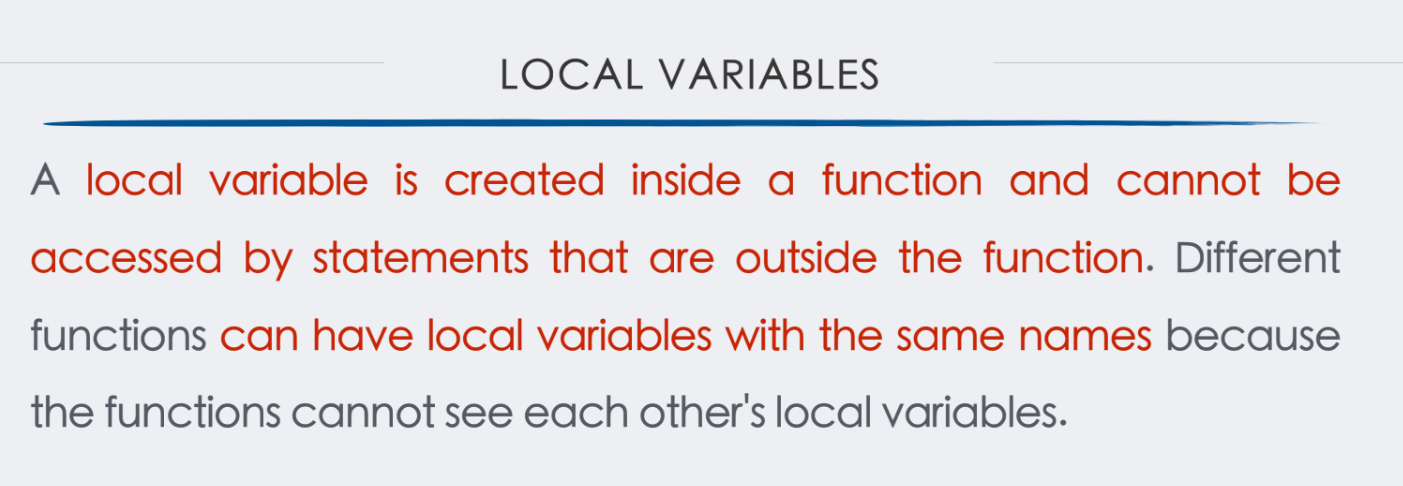 LOCAL VARIABLES
A local variable is created inside a function and cannot be
accessed by statements that are outside the function. Different
functions can have local variables with the same names because
the functions cannot see each other's local variables.